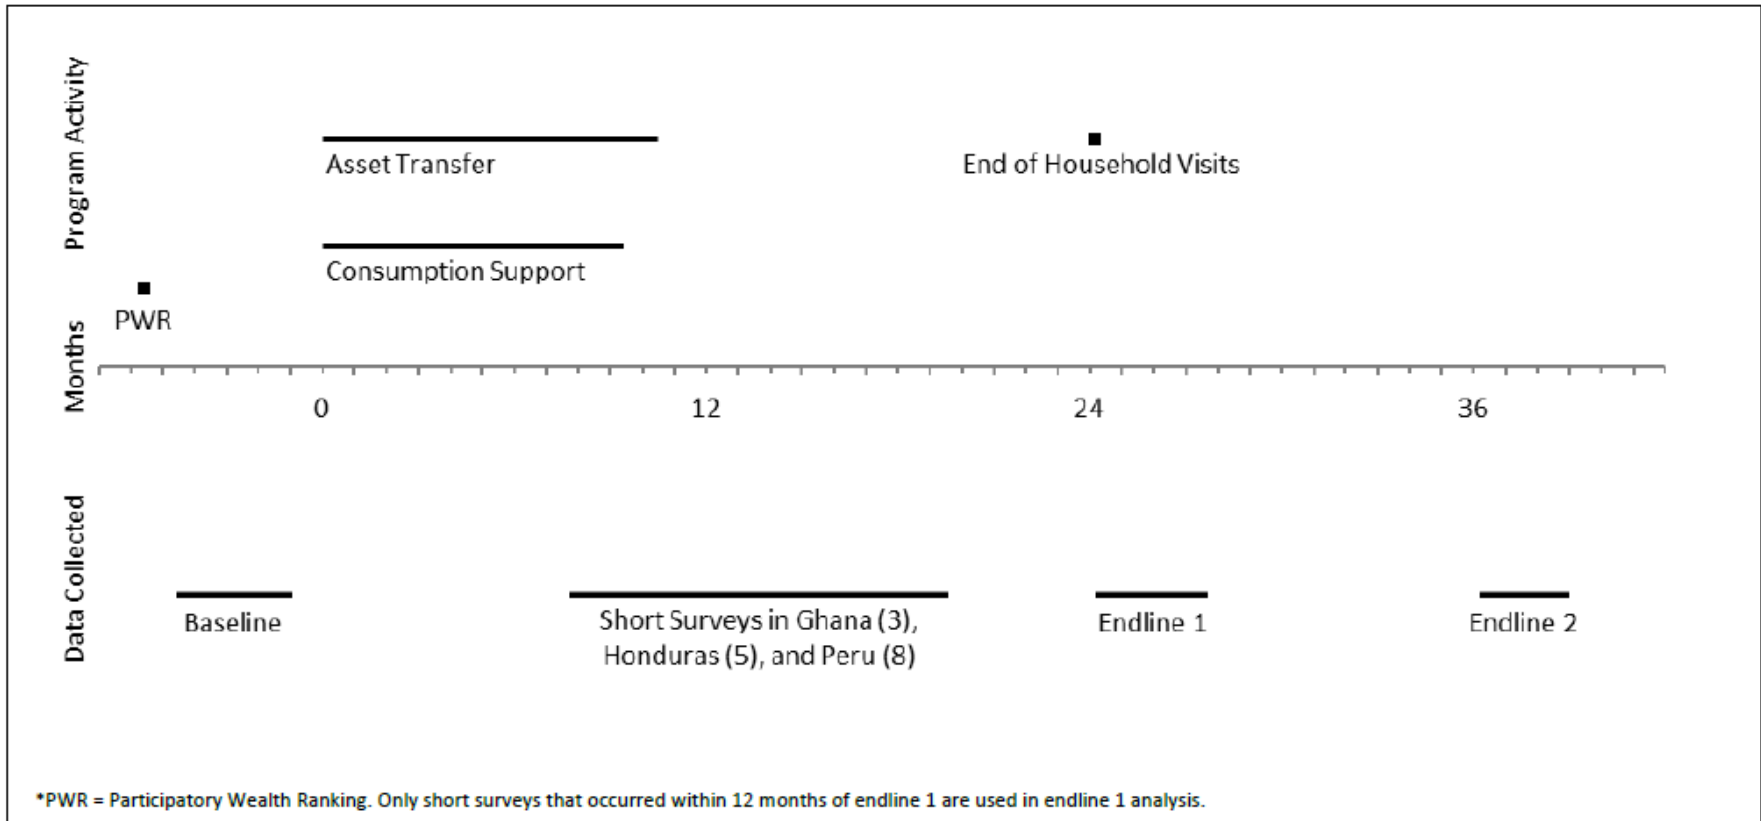 Program Activity
Asset Transfer
End of Household Visits
Consumption Support
PWR
Months
0 12 24 36
Data Collected
Baseline
Short Surveys in Ghana (3),
Honduras (5), and Peru (8)
Endline 1
Endline 2
*PWR = Participatory Wealth Ranking. Only short surveys that occurred within 12 months of endline 1 are used in endline 1 analysis.